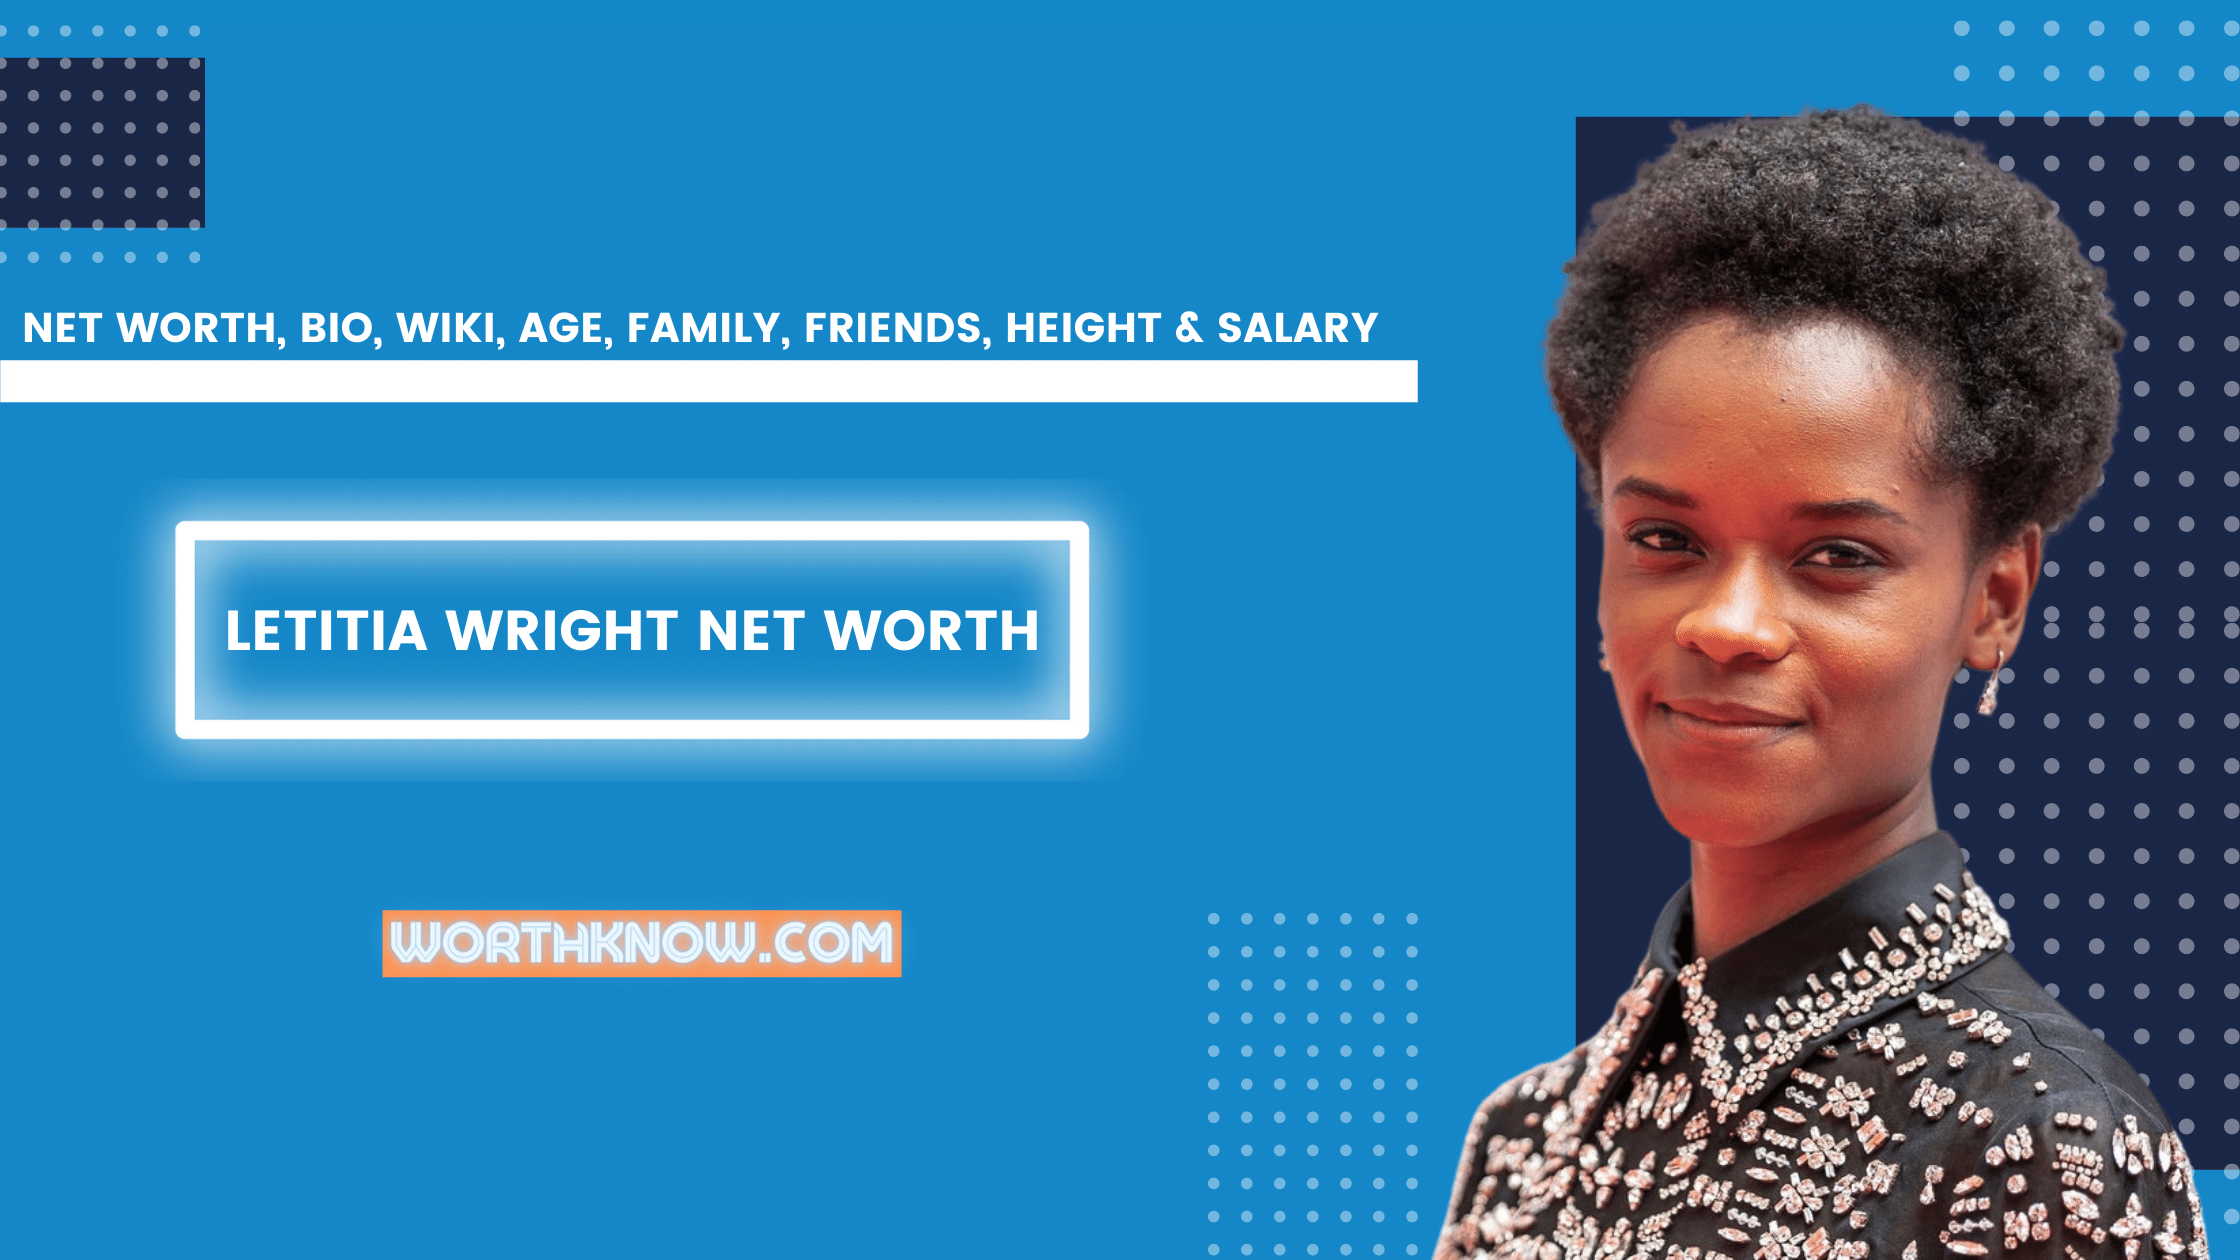 NET WORTH, BIO, WIKI, AGE, FAMILY, FRIENDS, HEIGHT & SALARY
LETITIA WRIGHT NET WORTH
WORTHKNOW.COM